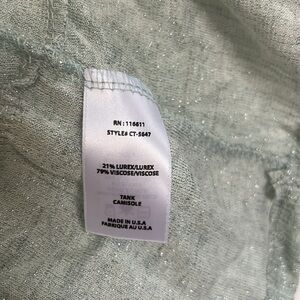 RN : 116611
STYLE# CT-5647
21% LUREX/LUREX
79% VISCOSE/VISCOSE
TANK
CAMISOLE
MADE IN U.S.A
FABRIQUE AU U.S.A